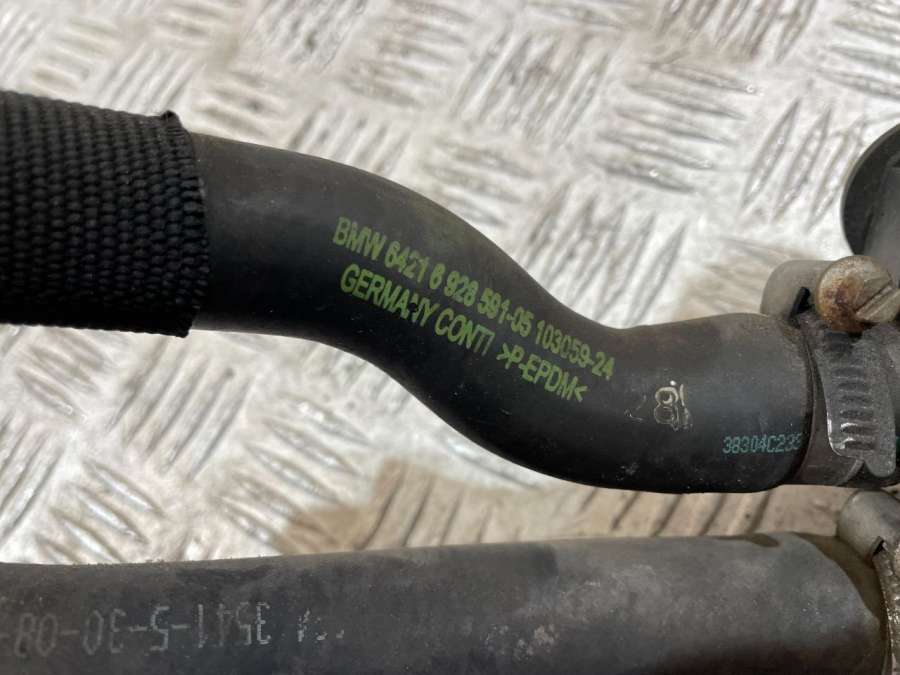 BMW 6421 6 928 591-05 103059-24
GERMANY CONTI >P-EPDM<
38304C233
3541-5-30-08-